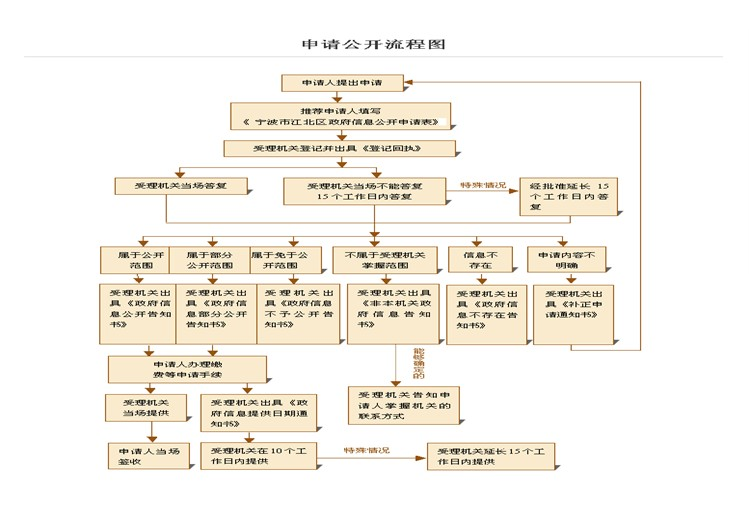 申请公开流程图
申请人提出申请
推荐申请人填写
《 宁波市江北区政府信息公开申请表》
受理机关登记并出具《登记回执》
受理机关当场答复
受理机关当场不能答复
15个工作日内答复
特殊情况
经批准延长 15
个工作日内答
复
属于公开
范围
属于部分
公开范围
属于免于公
开范围
不属于受理机关
掌握范围
信息不
存在
申请内容不
明确
受理机关出
具《政府信
息公开告知
书》
受理机关出
具《政府信
息部分公开
告知书》
受理机关出
具《政府信息
不予公开告
知书》
受理机关出具
《非本机关政
府信息告知
书》
受理机关出
具《政府信
息不存在告
知书》
受理机关出
具《补正申
请通知书》
能够确定的
申请人办理缴
费等申请手续
受理机关告知申
请人掌握机关的
联系方式
受理机关
当场提供
受理机关出具《政
府信息提供日期通
知书》
申请人当场
签收
受理机关在10个工
作日内提供
特殊情况
受理机关延长15个工
作日内提供